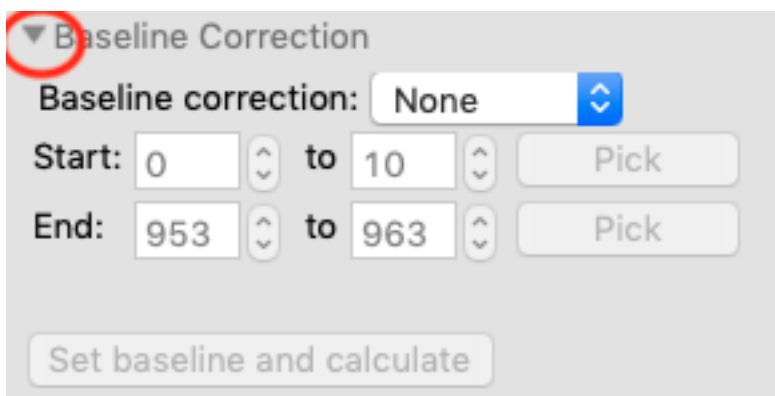 Baseline Correction
Baseline correction: None
Start: 0 to 10 Pick
End: 953 to 963 Pick
Set baseline and calculate